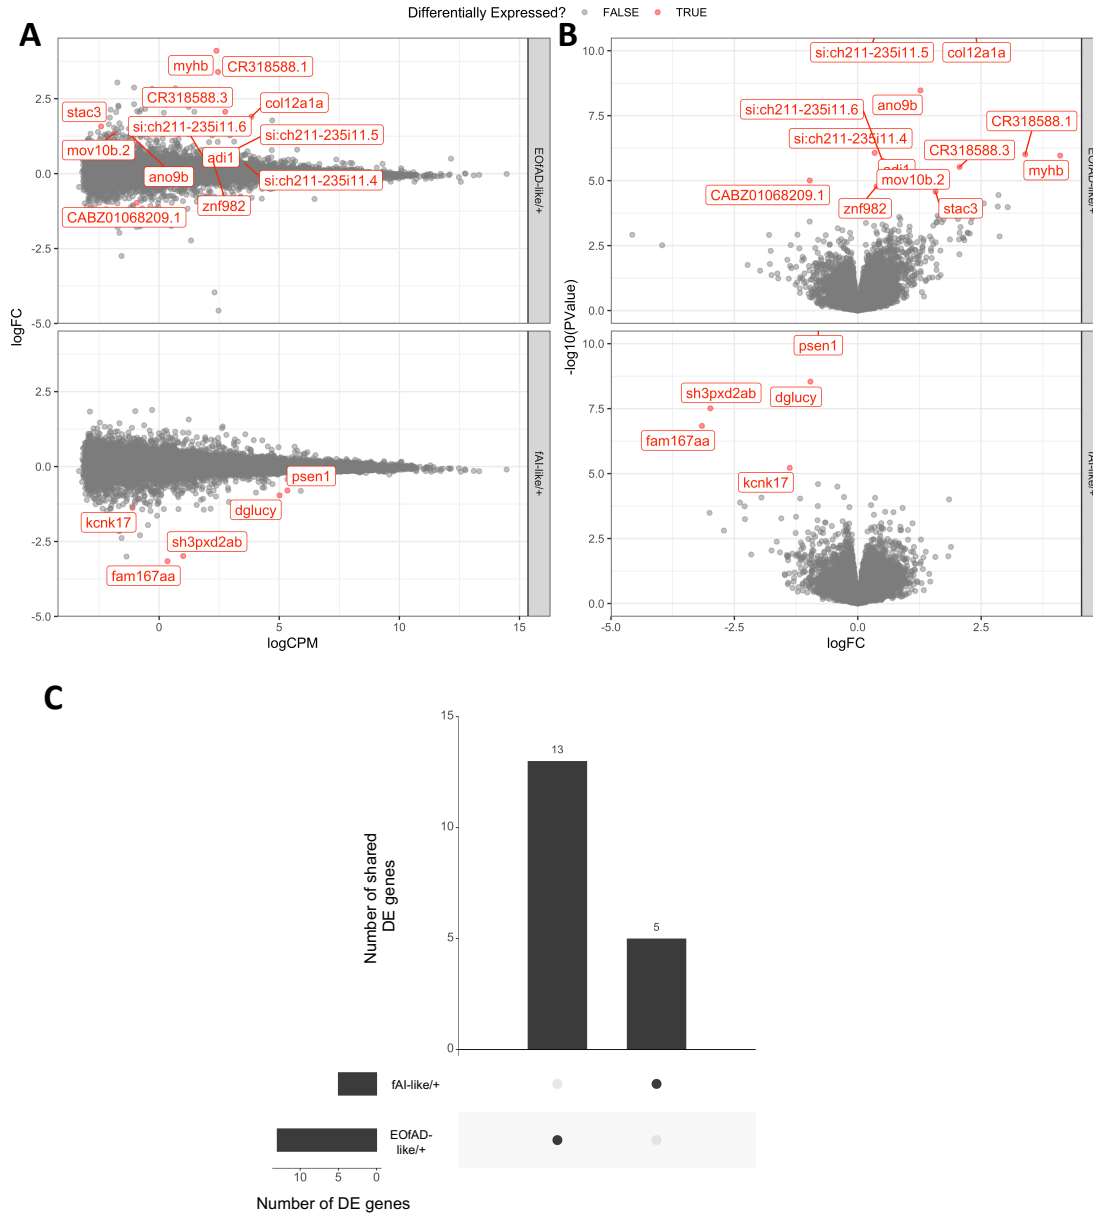 Differentially Expressed? FALSE TRUE
A
B
myhb
CR318588.1
CR318588.3
col12a1a
stac3
si:ch211-235i11.6
si:ch211-235i11.5
mov10b.2
adi1
ano9b
si:ch211-235i11.4
znf982
CABZ01068209.1
2.5
0.0
-2.5
-5.0
EOfAD-like/+
logFC
psen1
dglucy
kcnk17
sh3pxd2ab
fam167aa
2.5
0.0
-2.5
-5.0
fAI-like/+
0 5 10 15
logCPM
si:ch211-235i11.5
col12a1a
si:ch211-235i11.6
ano9b
si:ch211-235i11.4
CR318588.1
CR318588.3
adi1
mov10b.2
myhb
CABZ01068209.1
znf982
stac3
10.0
7.5
5.0
2.5
0.0
EOfAD-like/+
-log10(PValue)
psen1
sh3pxd2ab
dglucy
fam167aa
kcnk17
10.0
7.5
5.0
2.5
0.0
fAI-like/+
-5.0 -2.5 0.0 2.5
logFC
C
15
10
5
0
Number of shared
DE genes
13
5
fAI-like/+
EOfAD-
like/+
10 5 0
Number of DE genes